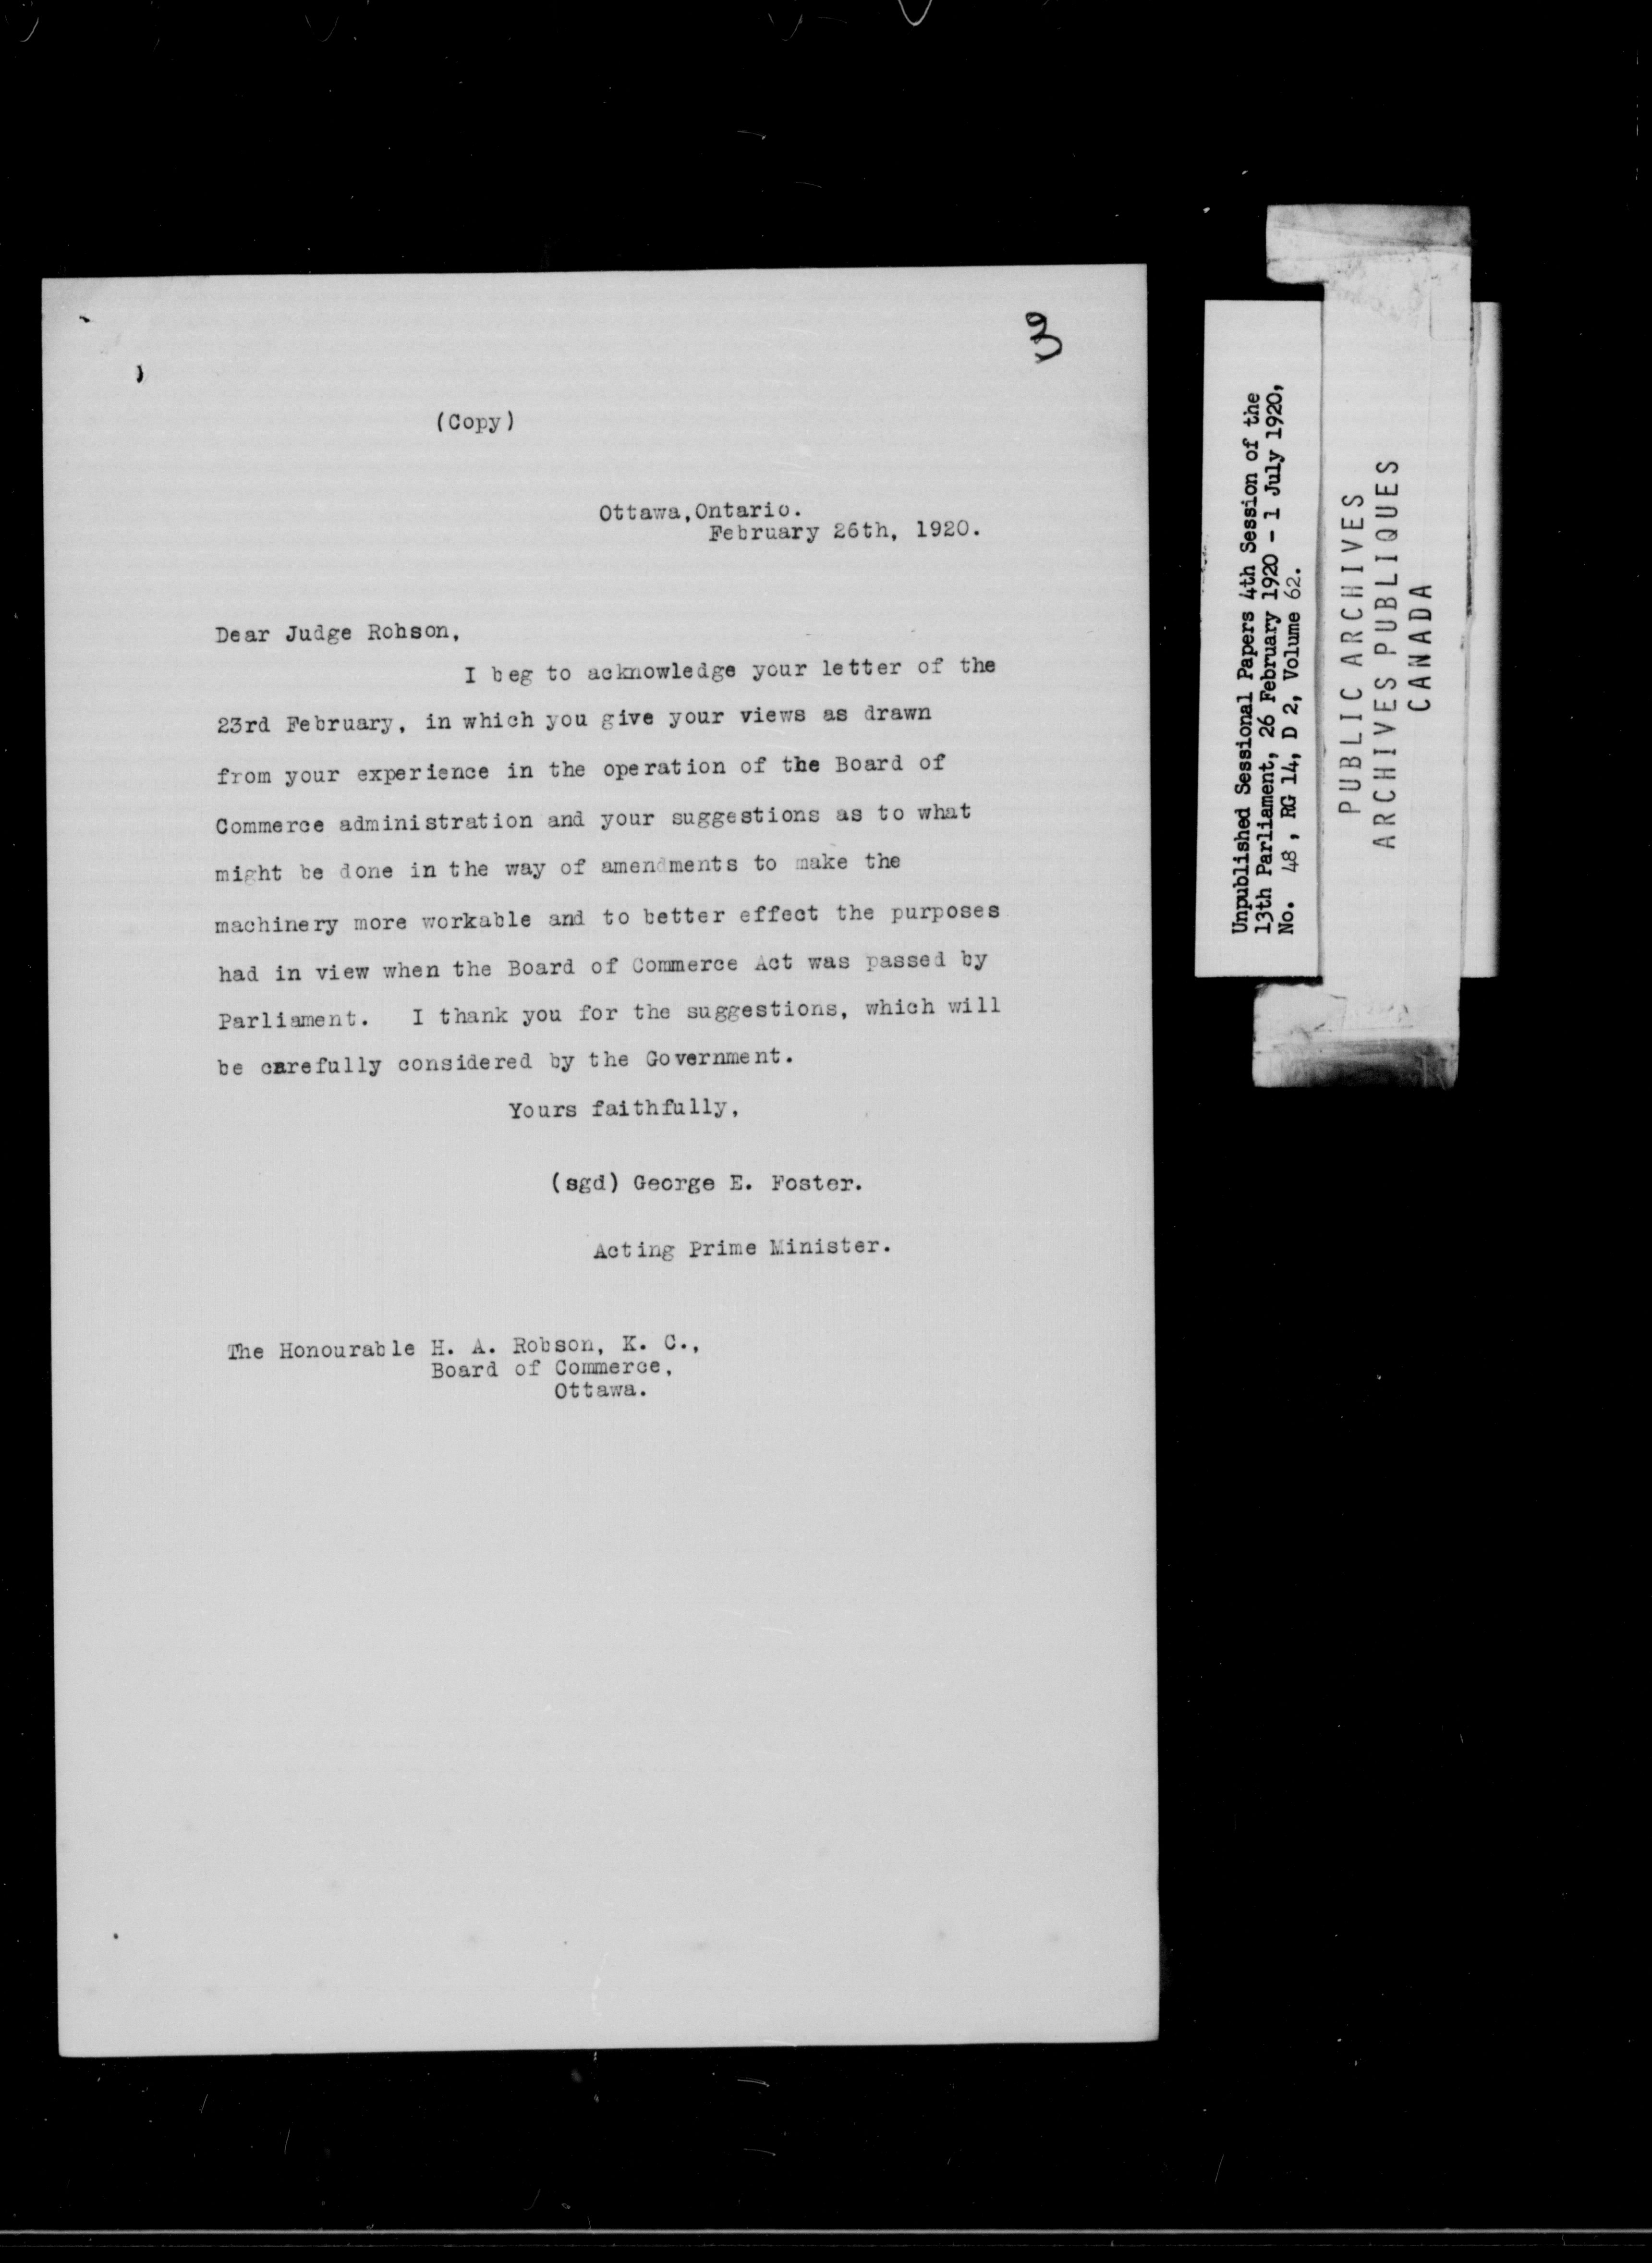 3
(Copy)
Ottawa, Ontario.
February 26th, 1920.
Dear Judge Rohson,
I beg to acknowledge your letter of the
23rd February, in which you give your views as drawn
from your experience in the operation of the Board of
Commerce administration and your suggestions as to what
might be done in the way of amendments to make the
machinery more workable and to better effect the purposes
had in view when the Board of Commerce Act was passed by
Parliament. I thank you for the suggestions, which will
be carefully considered by the Government.
Yours faithfully,
(sgd) George E. Foster.
Acting Prime Minister.
The Honourable H. A. Robson, K. C.,
Board of Commerce,
Ottawa.
Unpublished Sessional Papers 4th Session of the
13th Parliament, 26 February 1920 - 1 July 1920,
No. 48, RG 14, D 2, Volume 62.
PUBLIC ARCHIVES
ARCHIVES PUBLIQUES
CANADA